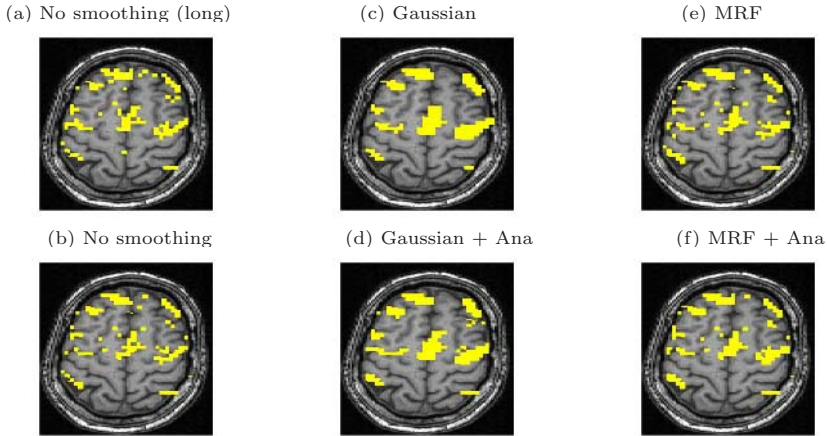 (a) No smoothing (long)
(c) Gaussian
(e) MRF
(b) No smoothing
(d) Gaussian + Ana
(f) MRF + Ana